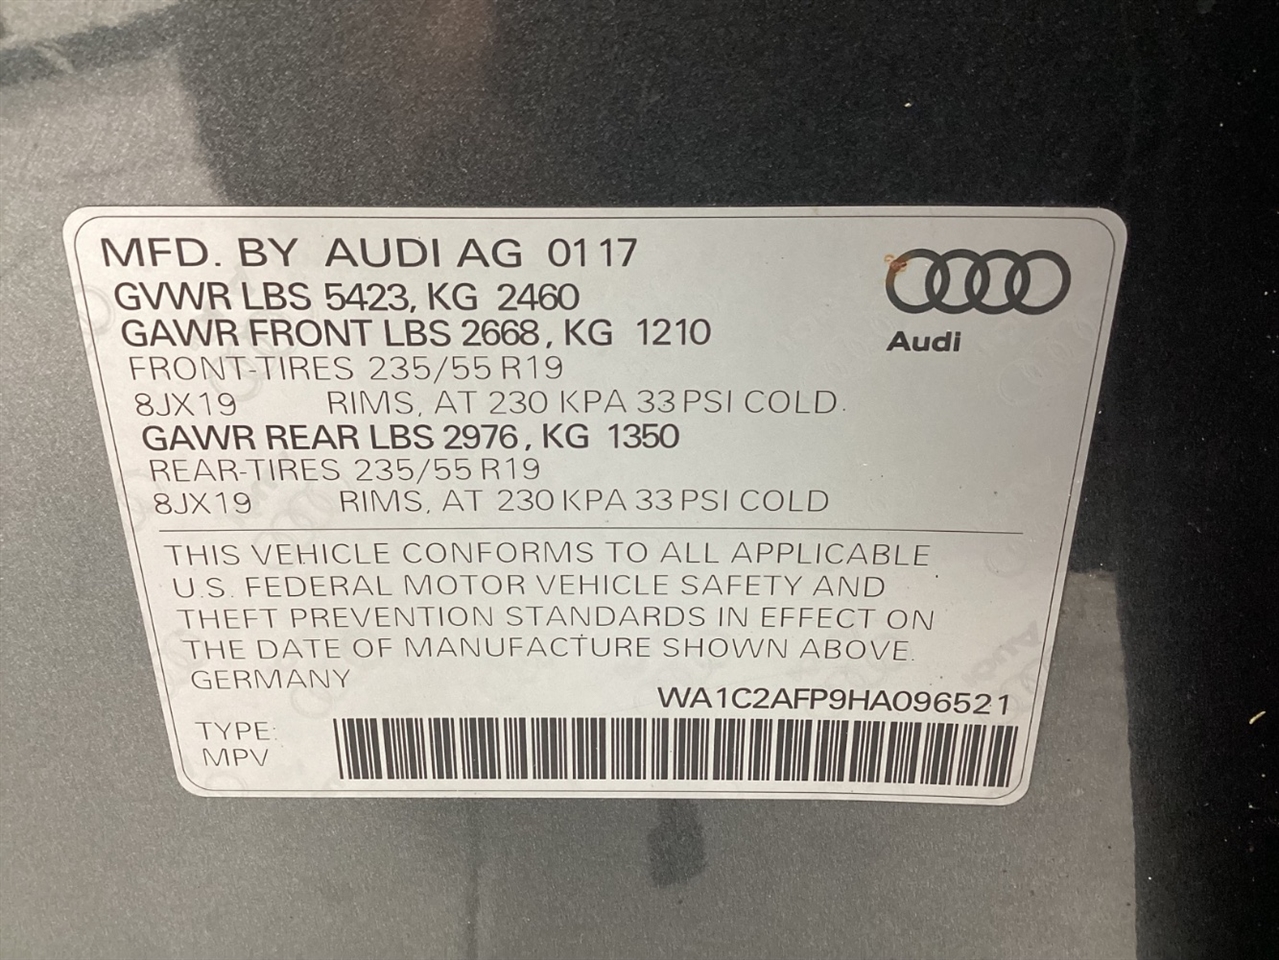 MFD. BY AUDI AG 01 17
GVWR LBS 5423, KG 2460
GAWR FRONT LBS 2668, KG 1210
FRONT-TIRES 235/55 R19
8JX19 RIMS, AT 230 KPA 33 PSI COLD.
GAWR REAR LBS 2976, KG 1350
REAR-TIRES 235/55 R19
8JX19 RIMS, AT 230 KPA 33 PSI COLD
Audi
THIS VEHICLE CONFORMS TO ALL APPLICABLE
U.S. FEDERAL MOTOR VEHICLE SAFETY AND
THEFT PREVENTION STANDARDS IN EFFECT ON
THE DATE OF MANUFACTURE SHOWN ABOVE.
GERMANY
WA1C2AFP9HA096521
TYPE:
MPV